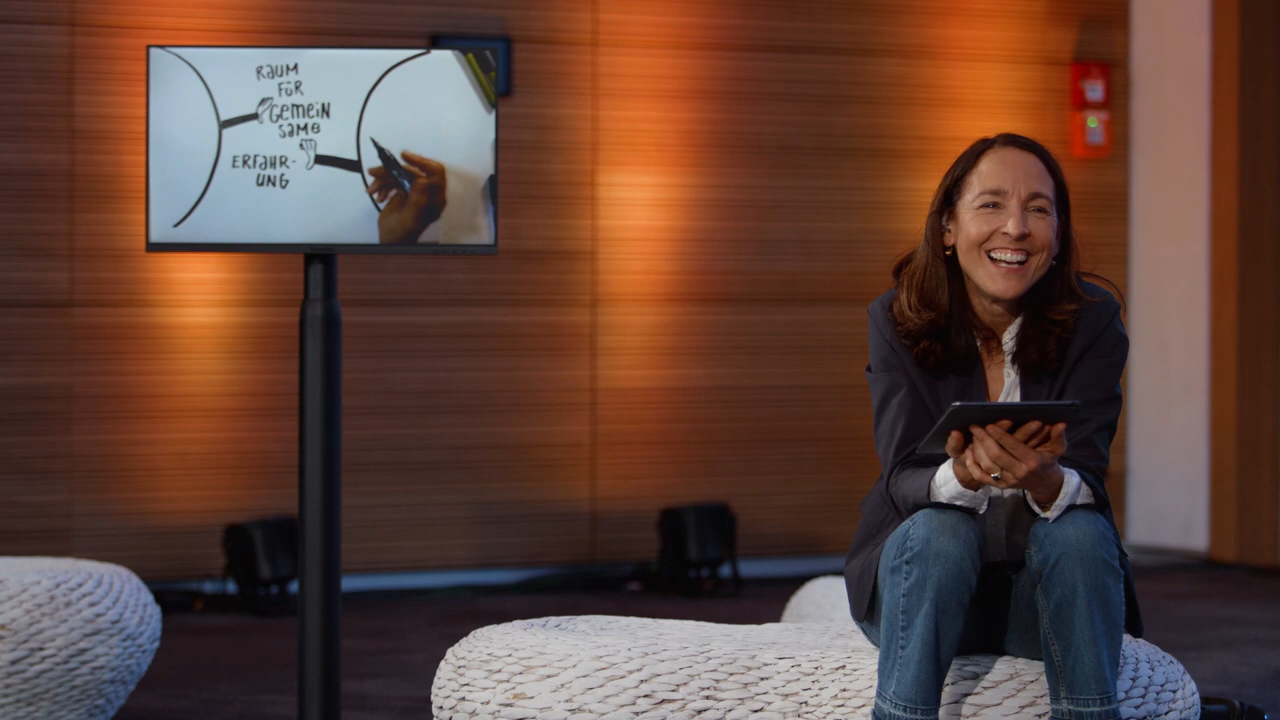 RaUM
FÜR
GemeiN
same
ERFaHR-
UNG